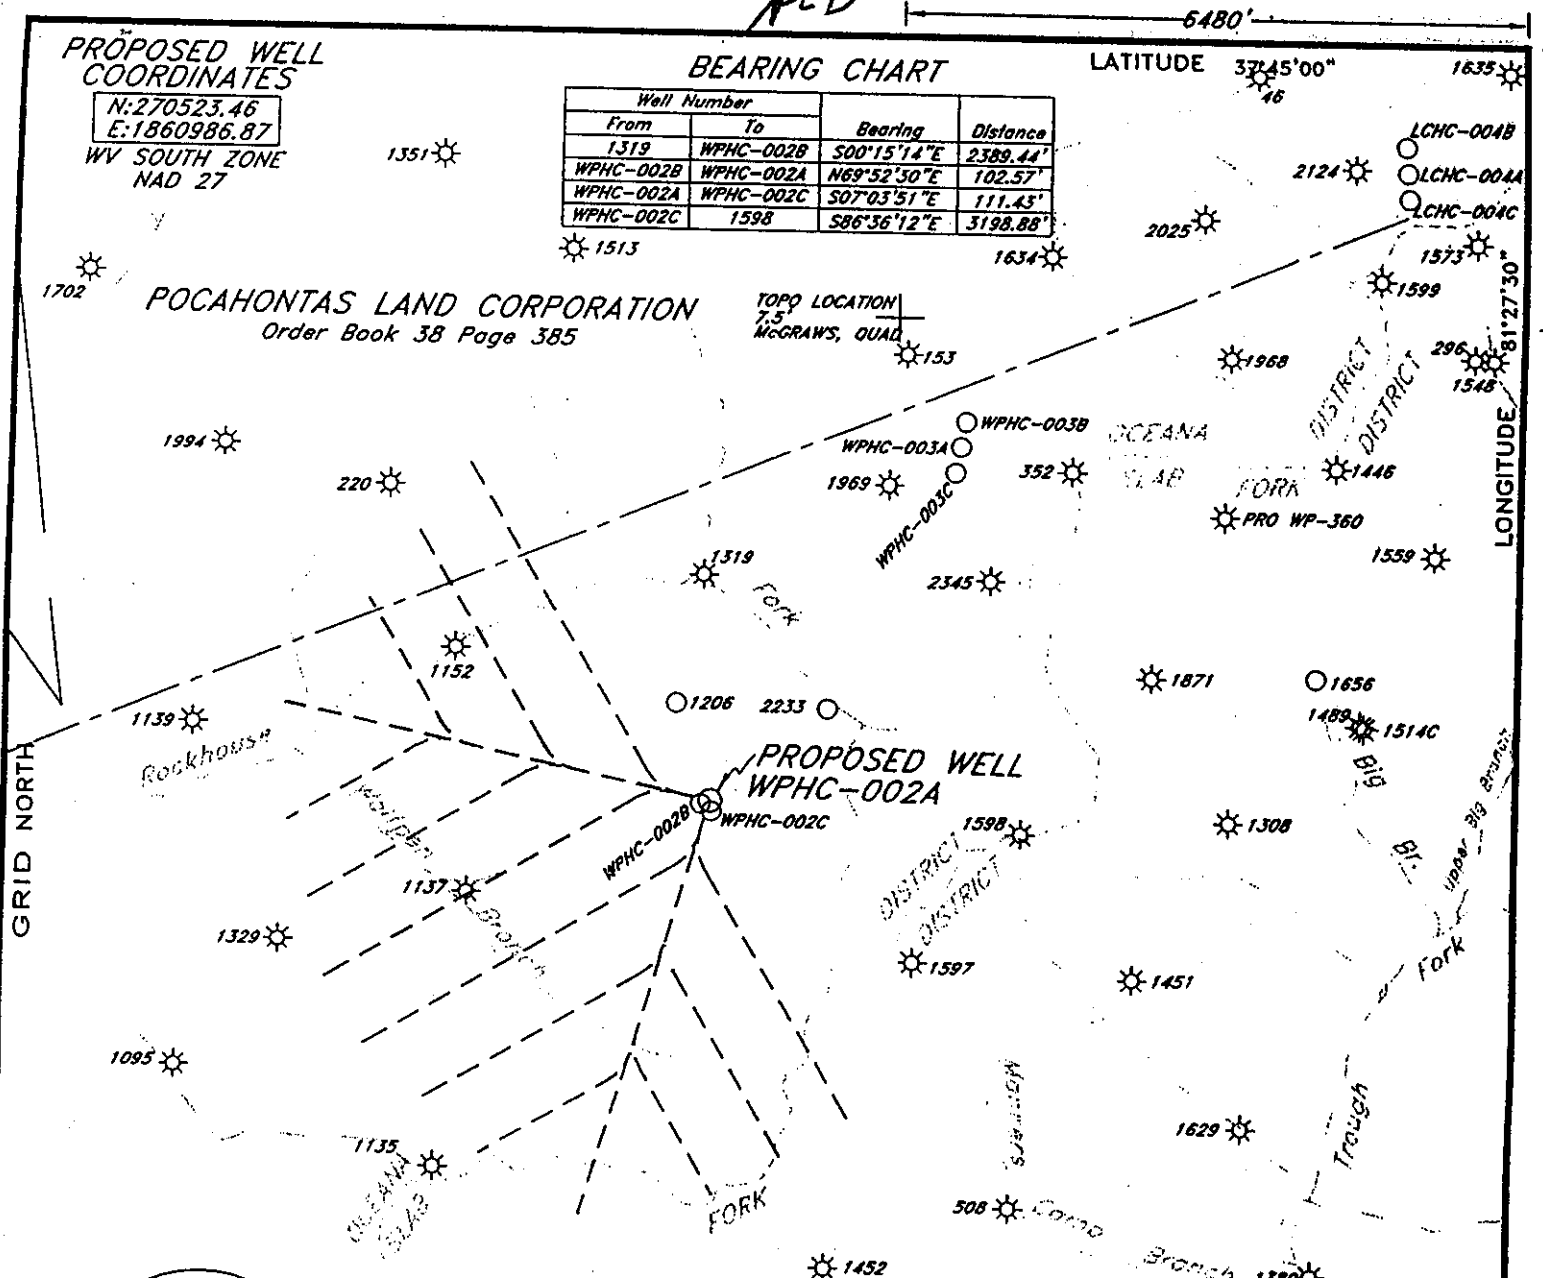 6480'
PROPOSED WELL
COORDINATES
N:270523.46
E:1860986.87
WV SOUTH ZONE
NAD 27
BEARING CHART
Well Number
From To Bearing Distance
1319 WPHC-002B S00°15'14"E 2389.44'
WPHC-002B WPHC-002A N69°52'30"E 102.57'
WPHC-002A WPHC-002C S07°03'51"E 111.43'
WPHC-002C 1598 S86°36'12"E 3198.88'
LATITUDE 37°45'00"
46
1635
1351
LCHC-004B
2124
LCHC-004A
LCHC-004C
2025
1513
1634
1573
1702
1599
POCAHONTAS LAND CORPORATION
Order Book 38 Page 385
TOPO LOCATION
7.5'
McGRAWS, QUAD
153
LONGITUDE 81°27'30"
1968
296
1548
DISTRICT
DISTRICT
WPHC-003B
WPHC-003A
WPHC-003C
OCEANA
SLAB FORK
1994
220
1969
352
1446
PRO WP-360
1559
1319
2345
Fork
1152
1871
1656
1139
1206
2233
1489
1514C
Rockhouse
GRID NORTH
PROPOSED WELL
WPHC-002A
WPHC-002B
WPHC-002C
Big
Br.
Upper Big Branch
Fork
1598
1308
DISTRICT
DISTRICT
1137
Branch
1329
1597
1451
1095
1629
Trough
1135
OCEANA
SLAB
FORK
508
Camp
Branch
1452